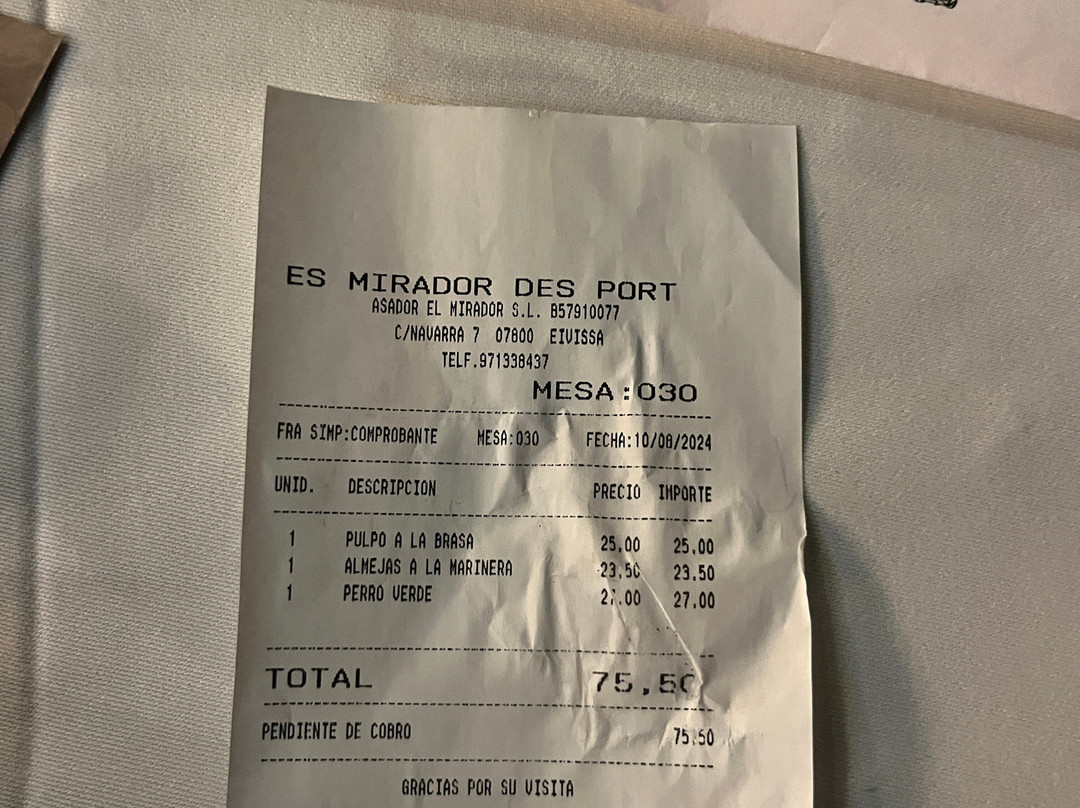 ES MIRADOR DES PORT
ASADOR EL MIRADOR S.L. B57910077
C/NAVARRA 7 07800 EIVISSA
TELF.971338437
MESA:030
FRA SIMP:COMPROBANTE MESA:030 FECHA:10/08/2024
UNID. DESCRIPCION PRECIO IMPORTE
1 PULPO A LA BRASA 25,00 25,00
1 ALMEJAS A LA MARINERA 23,50 23,50
1 PERRO VERDE 27,00 27,00
TOTAL 75,50
PENDIENTE DE COBRO 75,50
GRACIAS POR SU VISITA